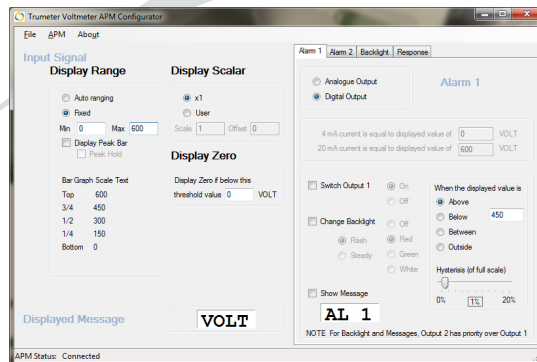 Trumeter Voltmeter APM Configurator
File APM About
Input Signal
Display Range
Auto ranging
Fixed
Min 0 Max 600
Display Peak Bar
Peak Hold
Bar Graph Scale Text
Top 600
3/4 450
1/2 300
1/4 150
Bottom 0
Display Scalar
x1
User
Scale 1 Offset 0
Display Zero
Display Zero if below this
threshold value 0 VOLT
Displayed Message
VOLT
Alarm 1 Alarm 2 Backlight Response
Analogue Output
Digital Output
Alarm 1
4 mA current is equal to displayed value of 0 VOLT
20 mA current is equal to displayed value of 600 VOLT
Switch Output 1
On
Off
Change Backlight
Flash
Steady
Off
Red
Green
White
Show Message
AL 1
When the displayed value is
Above
Below
450
Between
Outside
Hysterisis (of full scale)
0% 1% 20%
NOTE For Backlight and Messages, Output 2 has priority over Output 1
APM Status: Connected